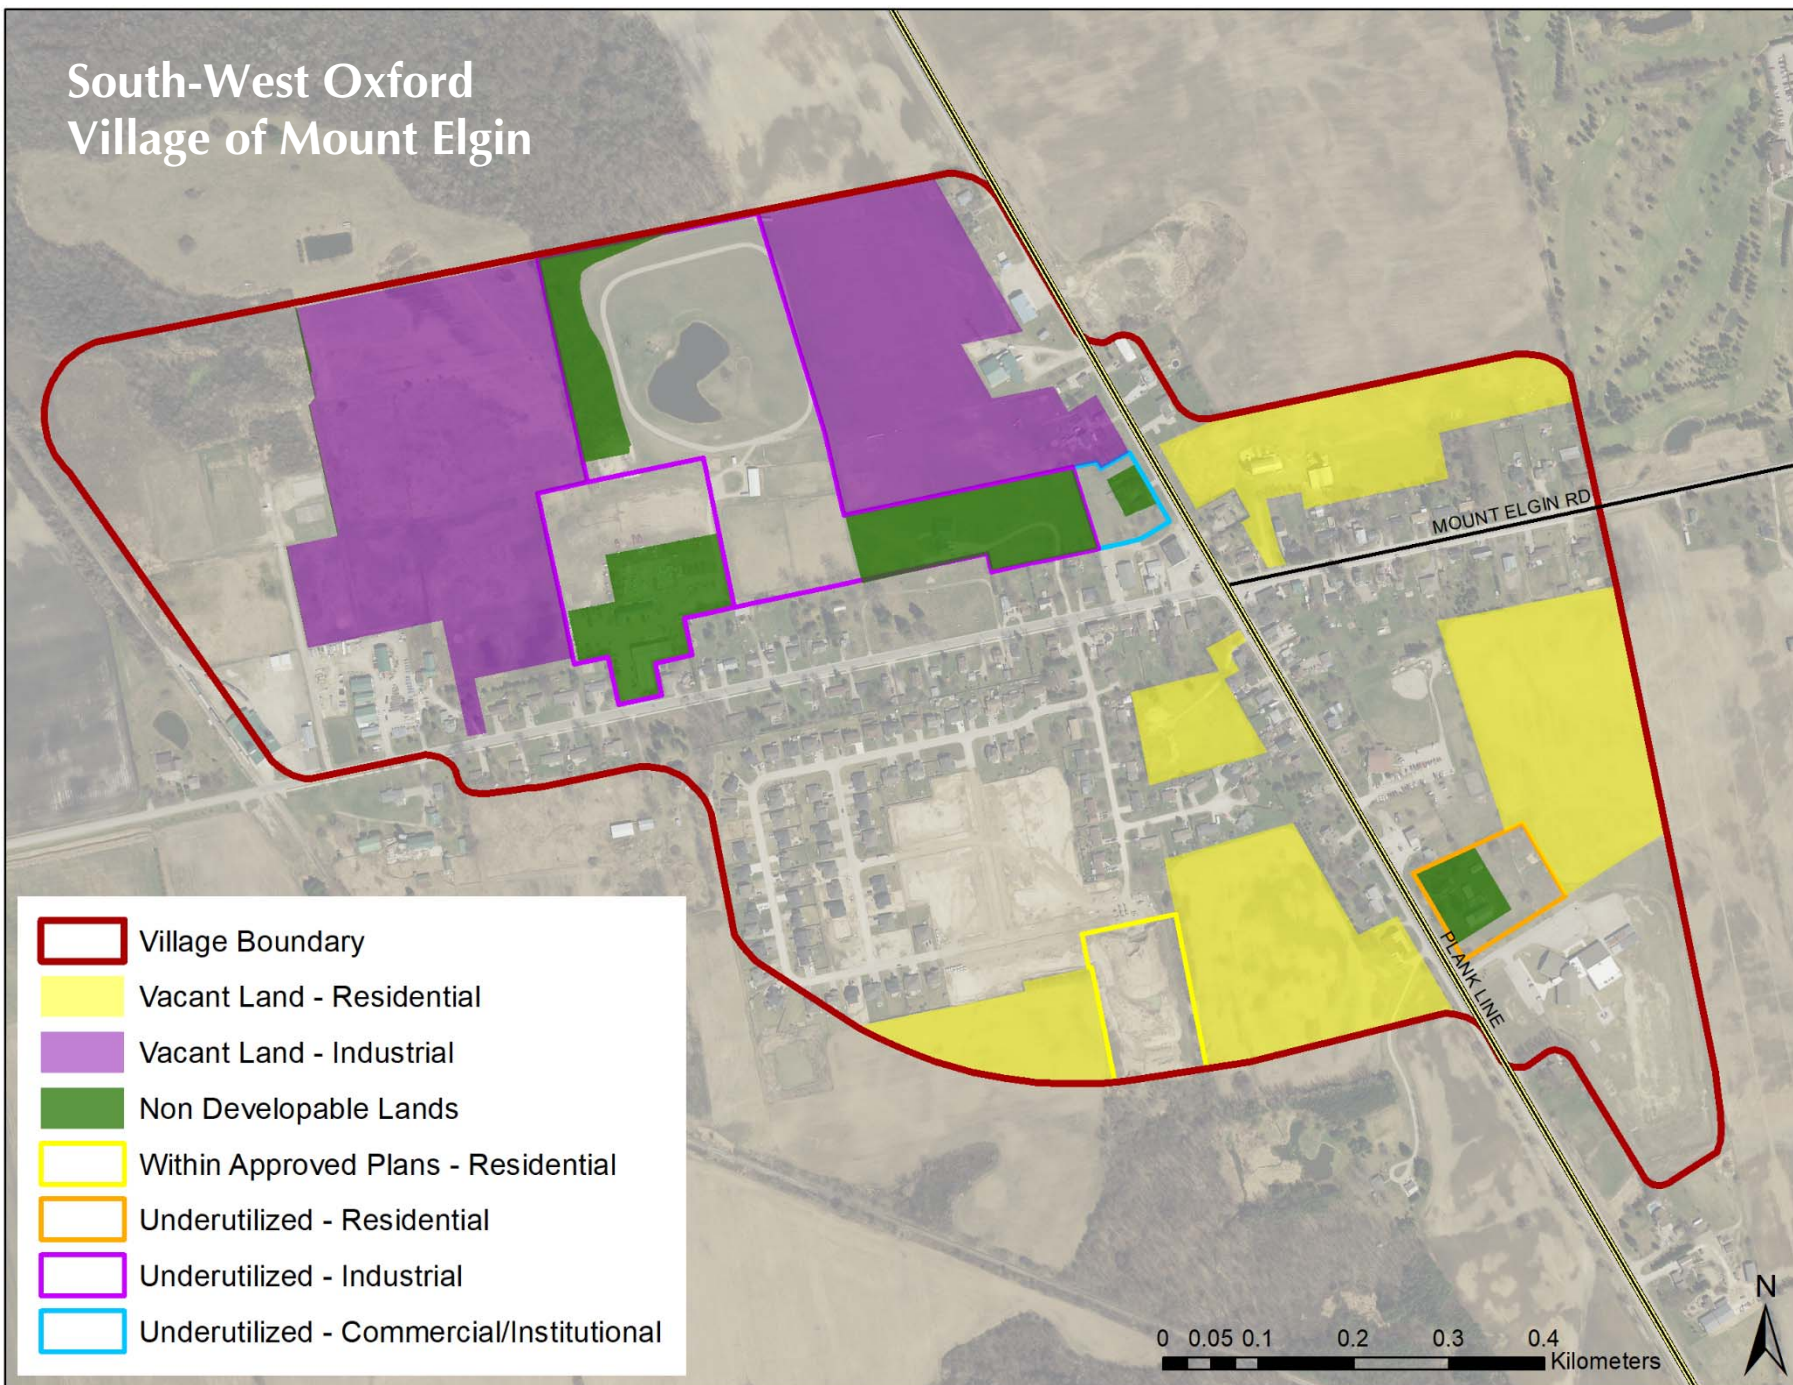 South-West Oxford
Village of Mount Elgin
MOUNT ELGIN RD
PLANK LINE
Village Boundary
Vacant Land - Residential
Vacant Land - Industrial
Non Developable Lands
Within Approved Plans - Residential
Underutilized - Residential
Underutilized - Industrial
Underutilized - Commercial/Institutional
N
0 0.05 0.1 0.2 0.3 0.4
Kilometers